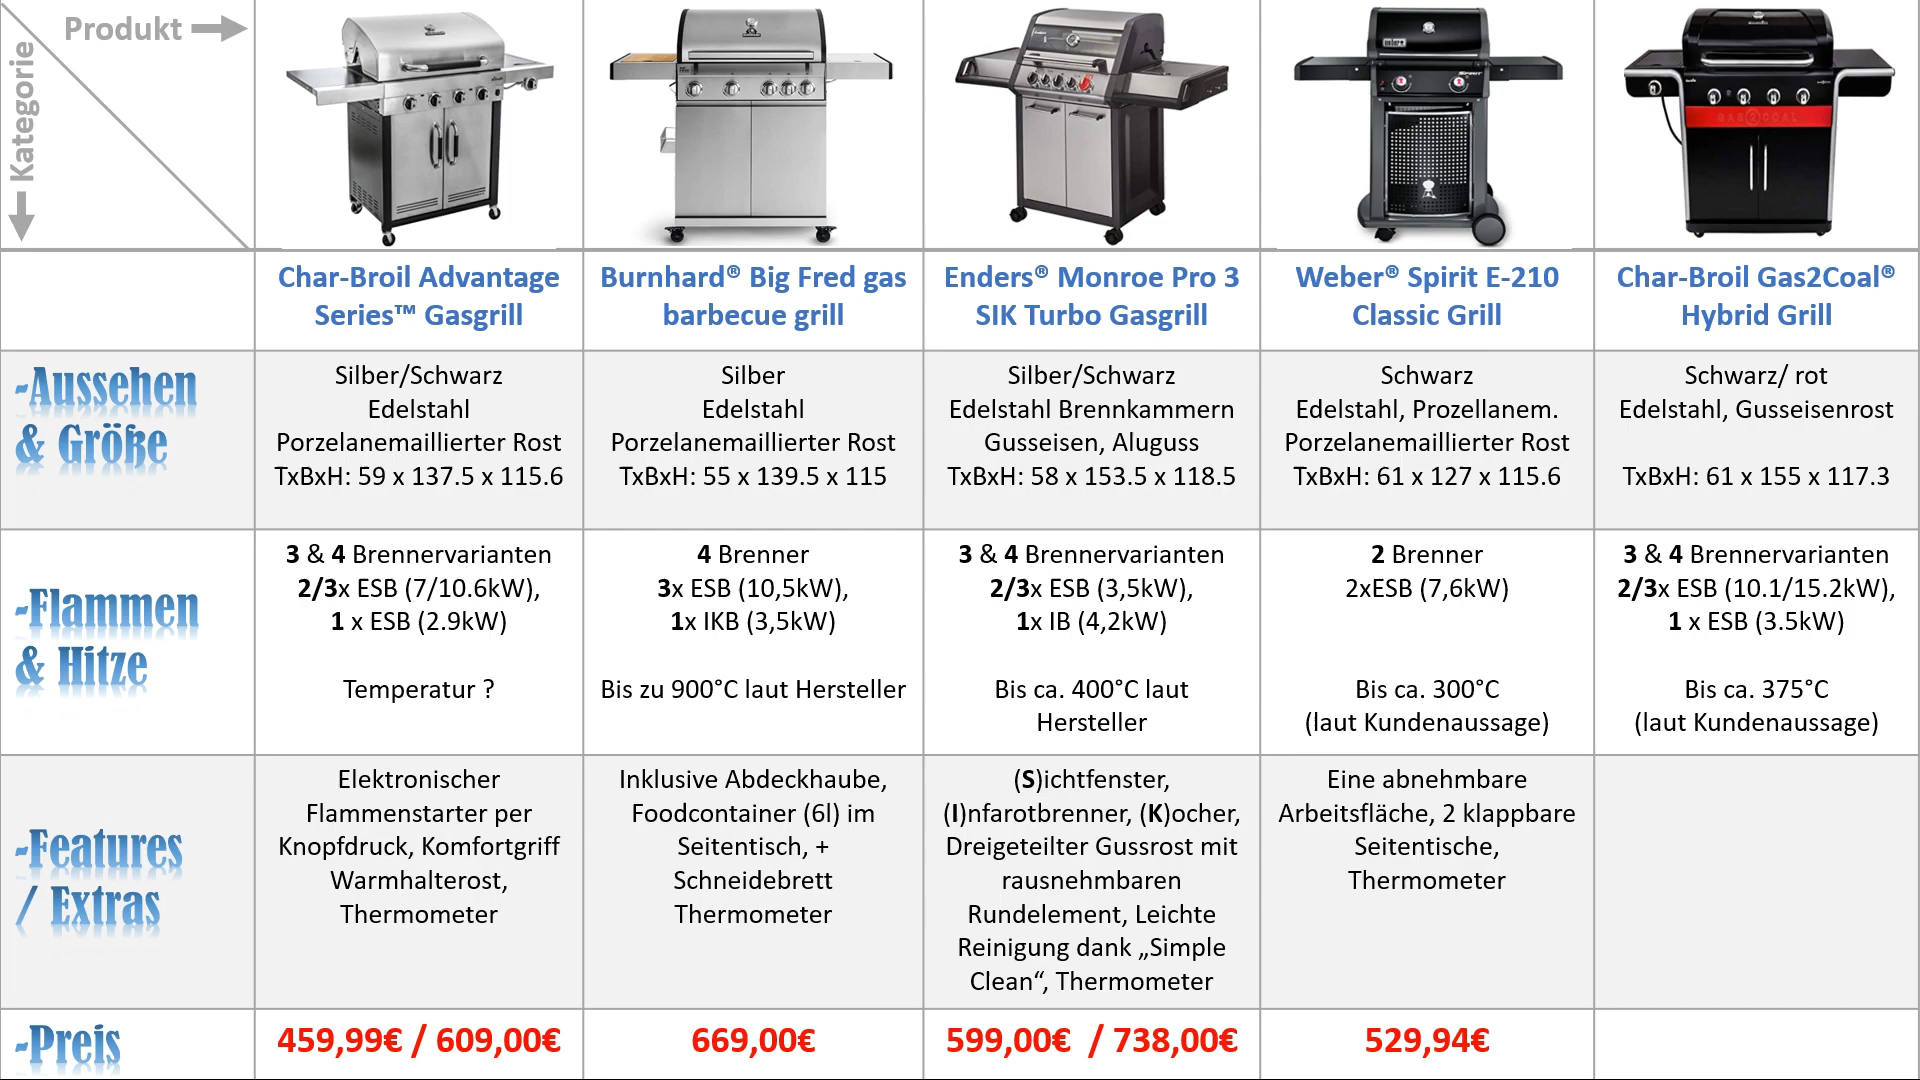 Produkt
Kategorie
Char-Broil Advantage
Series™ Gasgrill
Burnhard® Big Fred gas
barbecue grill
Enders® Monroe Pro 3
SIK Turbo Gasgrill
Weber® Spirit E-210
Classic Grill
Char-Broil Gas2Coal®
Hybrid Grill
-Aussehen
& Größe
Silber/Schwarz
Edelstahl
Porzelanemaillierter Rost
TxBxH: 59 x 137.5 x 115.6
Silber
Edelstahl
Porzelanemaillierter Rost
TxBxH: 55 x 139.5 x 115
Silber/Schwarz
Edelstahl Brennkammern
Gusseisen, Aluguss
TxBxH: 58 x 153.5 x 118.5
Schwarz
Edelstahl, Prozellanem.
Porzelanemaillierter Rost
TxBxH: 61 x 127 x 115.6
Schwarz/ rot
Edelstahl, Gusseisenrost
TxBxH: 61 x 155 x 117.3
-Flammen
& Hitze
3 & 4 Brennervarianten
2/3x ESB (7/10.6kW),
1 x ESB (2.9kW)
Temperatur ?
4 Brenner
3x ESB (10,5kW),
1x IKB (3,5kW)
Bis zu 900°C laut Hersteller
3 & 4 Brennervarianten
2/3x ESB (3,5kW),
1x IB (4,2kW)
Bis ca. 400°C laut
Hersteller
2 Brenner
2xESB (7,6kW)
Bis ca. 300°C
(laut Kundenaussage)
3 & 4 Brennervarianten
2/3x ESB (10.1/15.2kW),
1 x ESB (3.5kW)
Bis ca. 375°C
(laut Kundenaussage)
-Features
/ Extras
Elektronischer
Flammenstarter per
Knopfdruck, Komfortgriff
Warmhalterost,
Thermometer
Inklusive Abdeckhaube,
Foodcontainer (6l) im
Seitentisch, +
Schneidebrett
Thermometer
(S)ichtfenster,
(I)nfarotbrenner, (K)ocher,
Dreigeteilter Gussrost mit
rausnehmbaren
Rundelement, Leichte
Reinigung dank „Simple
Clean“, Thermometer
Eine abnehmbare
Arbeitsfläche, 2 klappbare
Seitentische,
Thermometer
-Preis
459,99€ / 609,00€
669,00€
599,00€ / 738,00€
529,94€